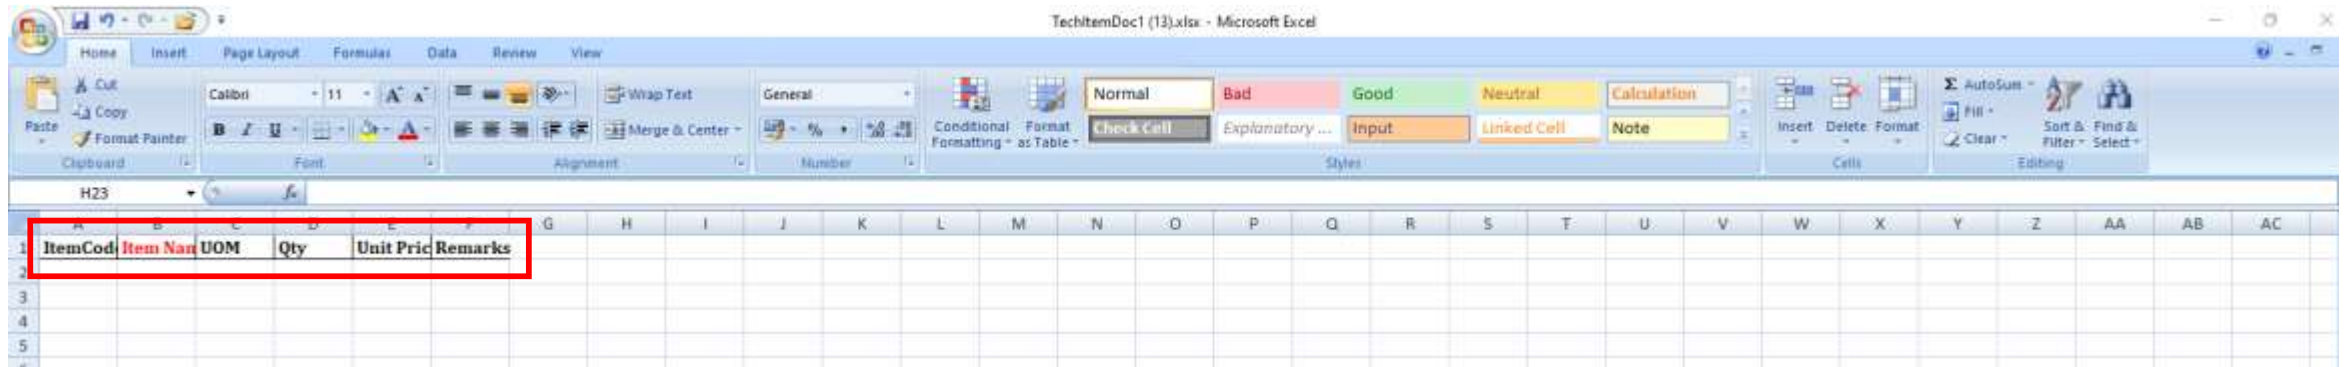 TechItemDoc1 (13).xlsx - Microsoft Excel
Home Insert Page Layout Formulas Data Review View
Paste
Cut
Copy
Format Painter
Clipboard
Calibri 11 A A
B I U A
Font
Wrap Text
Merge & Center
Alignment
General
% ,
Number
Conditional Formatting
Format as Table
Normal Bad Good Neutral Calculation
Check Cell Explanatory ... Input Linked Cell Note
Styles
Insert Delete Format
Cells
Σ AutoSum
Fill
Clear
Sort & Filter
Find & Select
Editing
H23 fx
A B C D E F G H I J K L M N O P Q R S T U V W X Y Z AA AB AC
1 ItemCod Item Nam UOM Qty Unit Pric Remarks
2
3
4
5